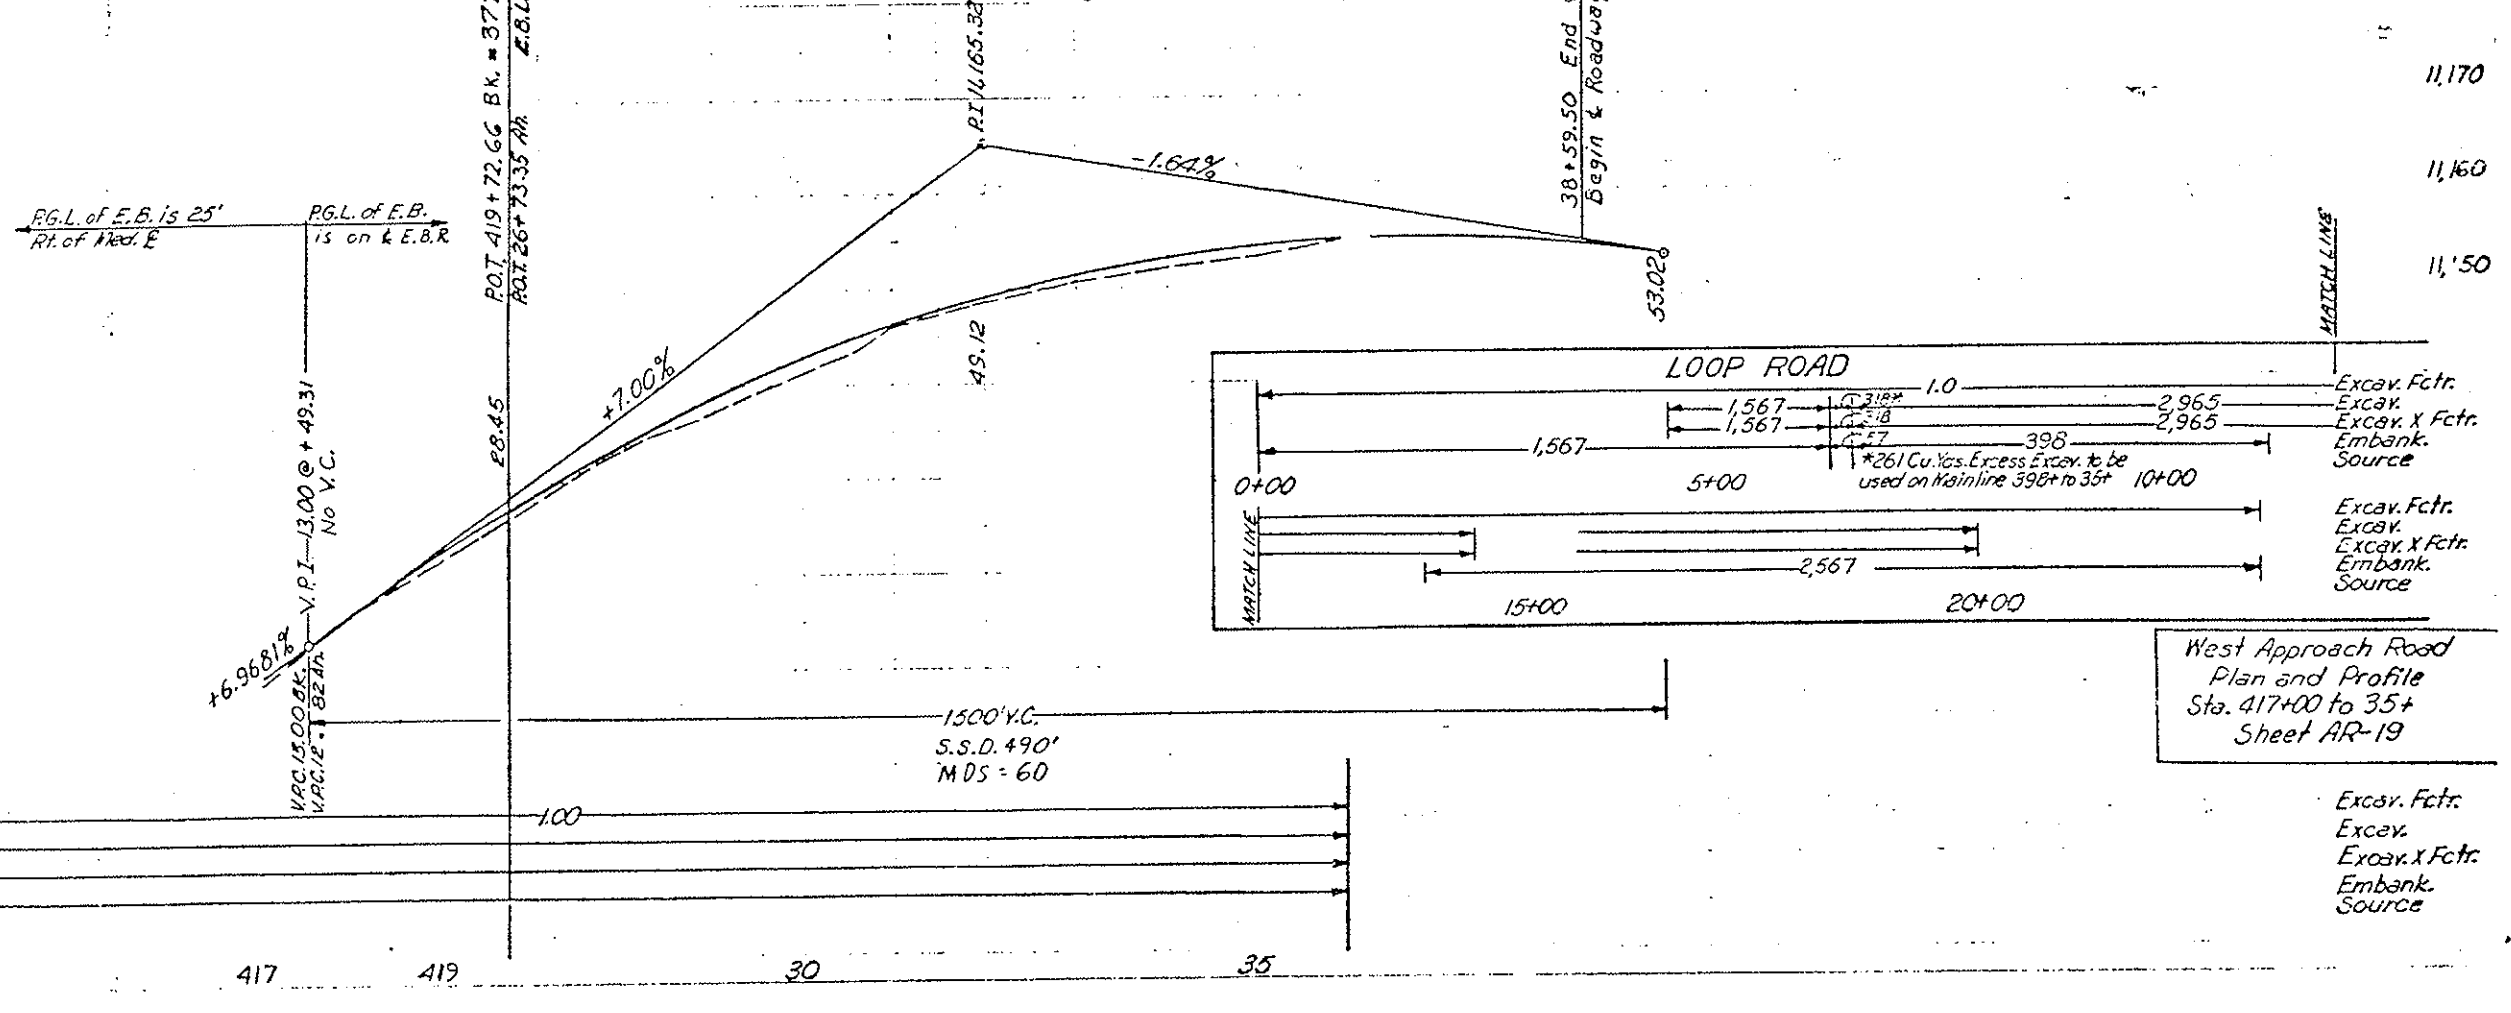 P.O.T. 419+72.66 BK. = 37
P.O.T. 26+73.35 Ah.
E.B.L
P.I 11,165.32
38+59.50 End
Begin & Roadway
11,170
11,160
11,150
-1.64%
P.G.L. of E.B. is 25'
Rt. of Med. ℄
P.G.L. of E.B.
is on ℄ E.B.R
53.02
49.12
+7.00%
28.45
V.P.I-13.00 @ + 49.31
No V.C.
+6.9681%
V.P.C. 13.00 BK.
82 Ah.
MATCH LINE
LOOP ROAD
1.0 Excav. Fctr.
1,567 318* 2,965 Excav.
1,567 318 2,965 Excav. X Fctr.
1,567 57 398 Embank.
Source
*261 Cu. Yds. Excess Excav. to be
used on Mainline 398+ to 35+
0+00 5+00 10+00
MATCH LINE
Excav. Fctr.
Excav.
Excav. X Fctr.
2,567 Embank.
Source
15+00 20+00
West Approach Road
Plan and Profile
Sta. 417+00 to 35+
Sheet AR-19
1500' V.C.
S.S.D. 490'
MDS = 60
1.00
Excav. Fctr.
Excav.
Excav. X Fctr.
Embank.
Source
417 419 30 35